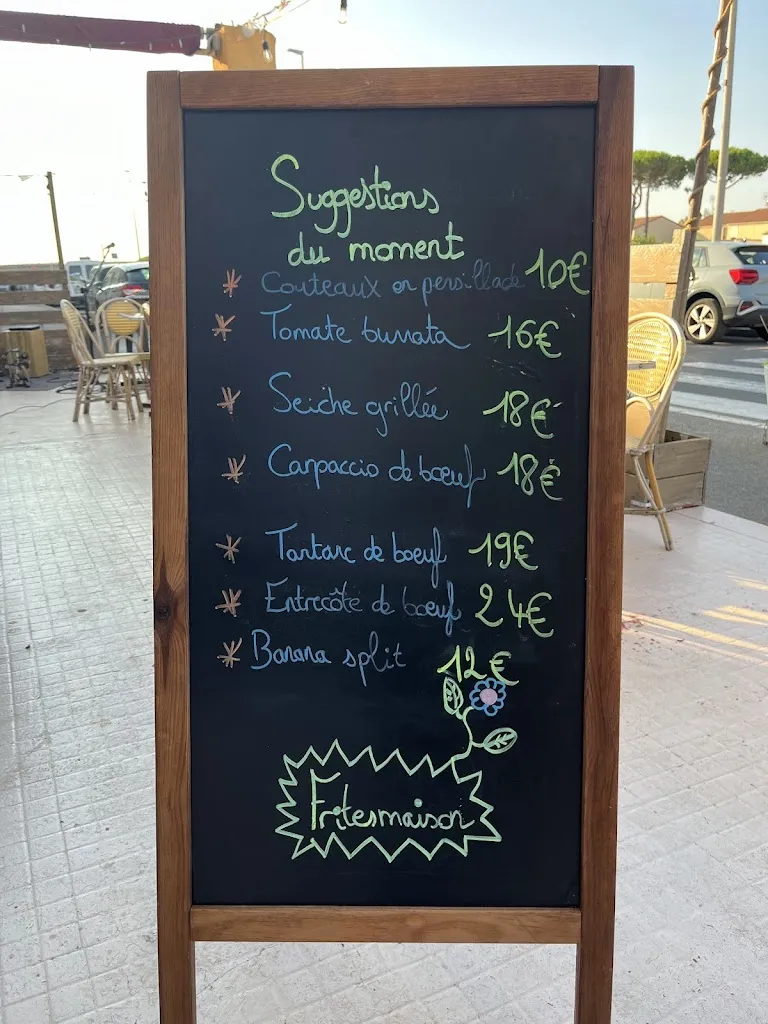 Suggestions
du moment
* Couteaux en persillade 10€
* Tomate burrata 16€
* Seiche grillée 18€
* Carpaccio de boeuf 18€
* Tartare de boeuf 19€
* Entrecôte de boeuf 24€
* Banana split 12€
Frites maison